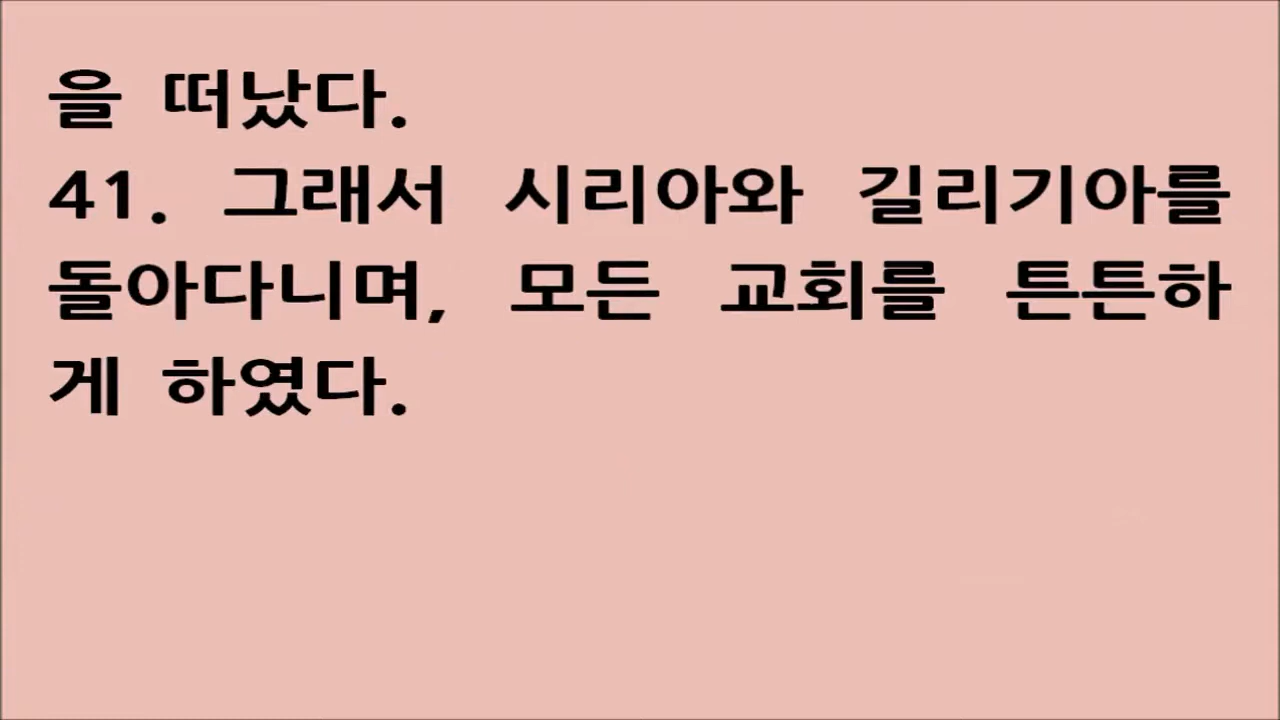 을 떠났다.
41. 그래서 시리아와 길리기아를
돌아다니며, 모든 교회를 튼튼하
게 하였다.